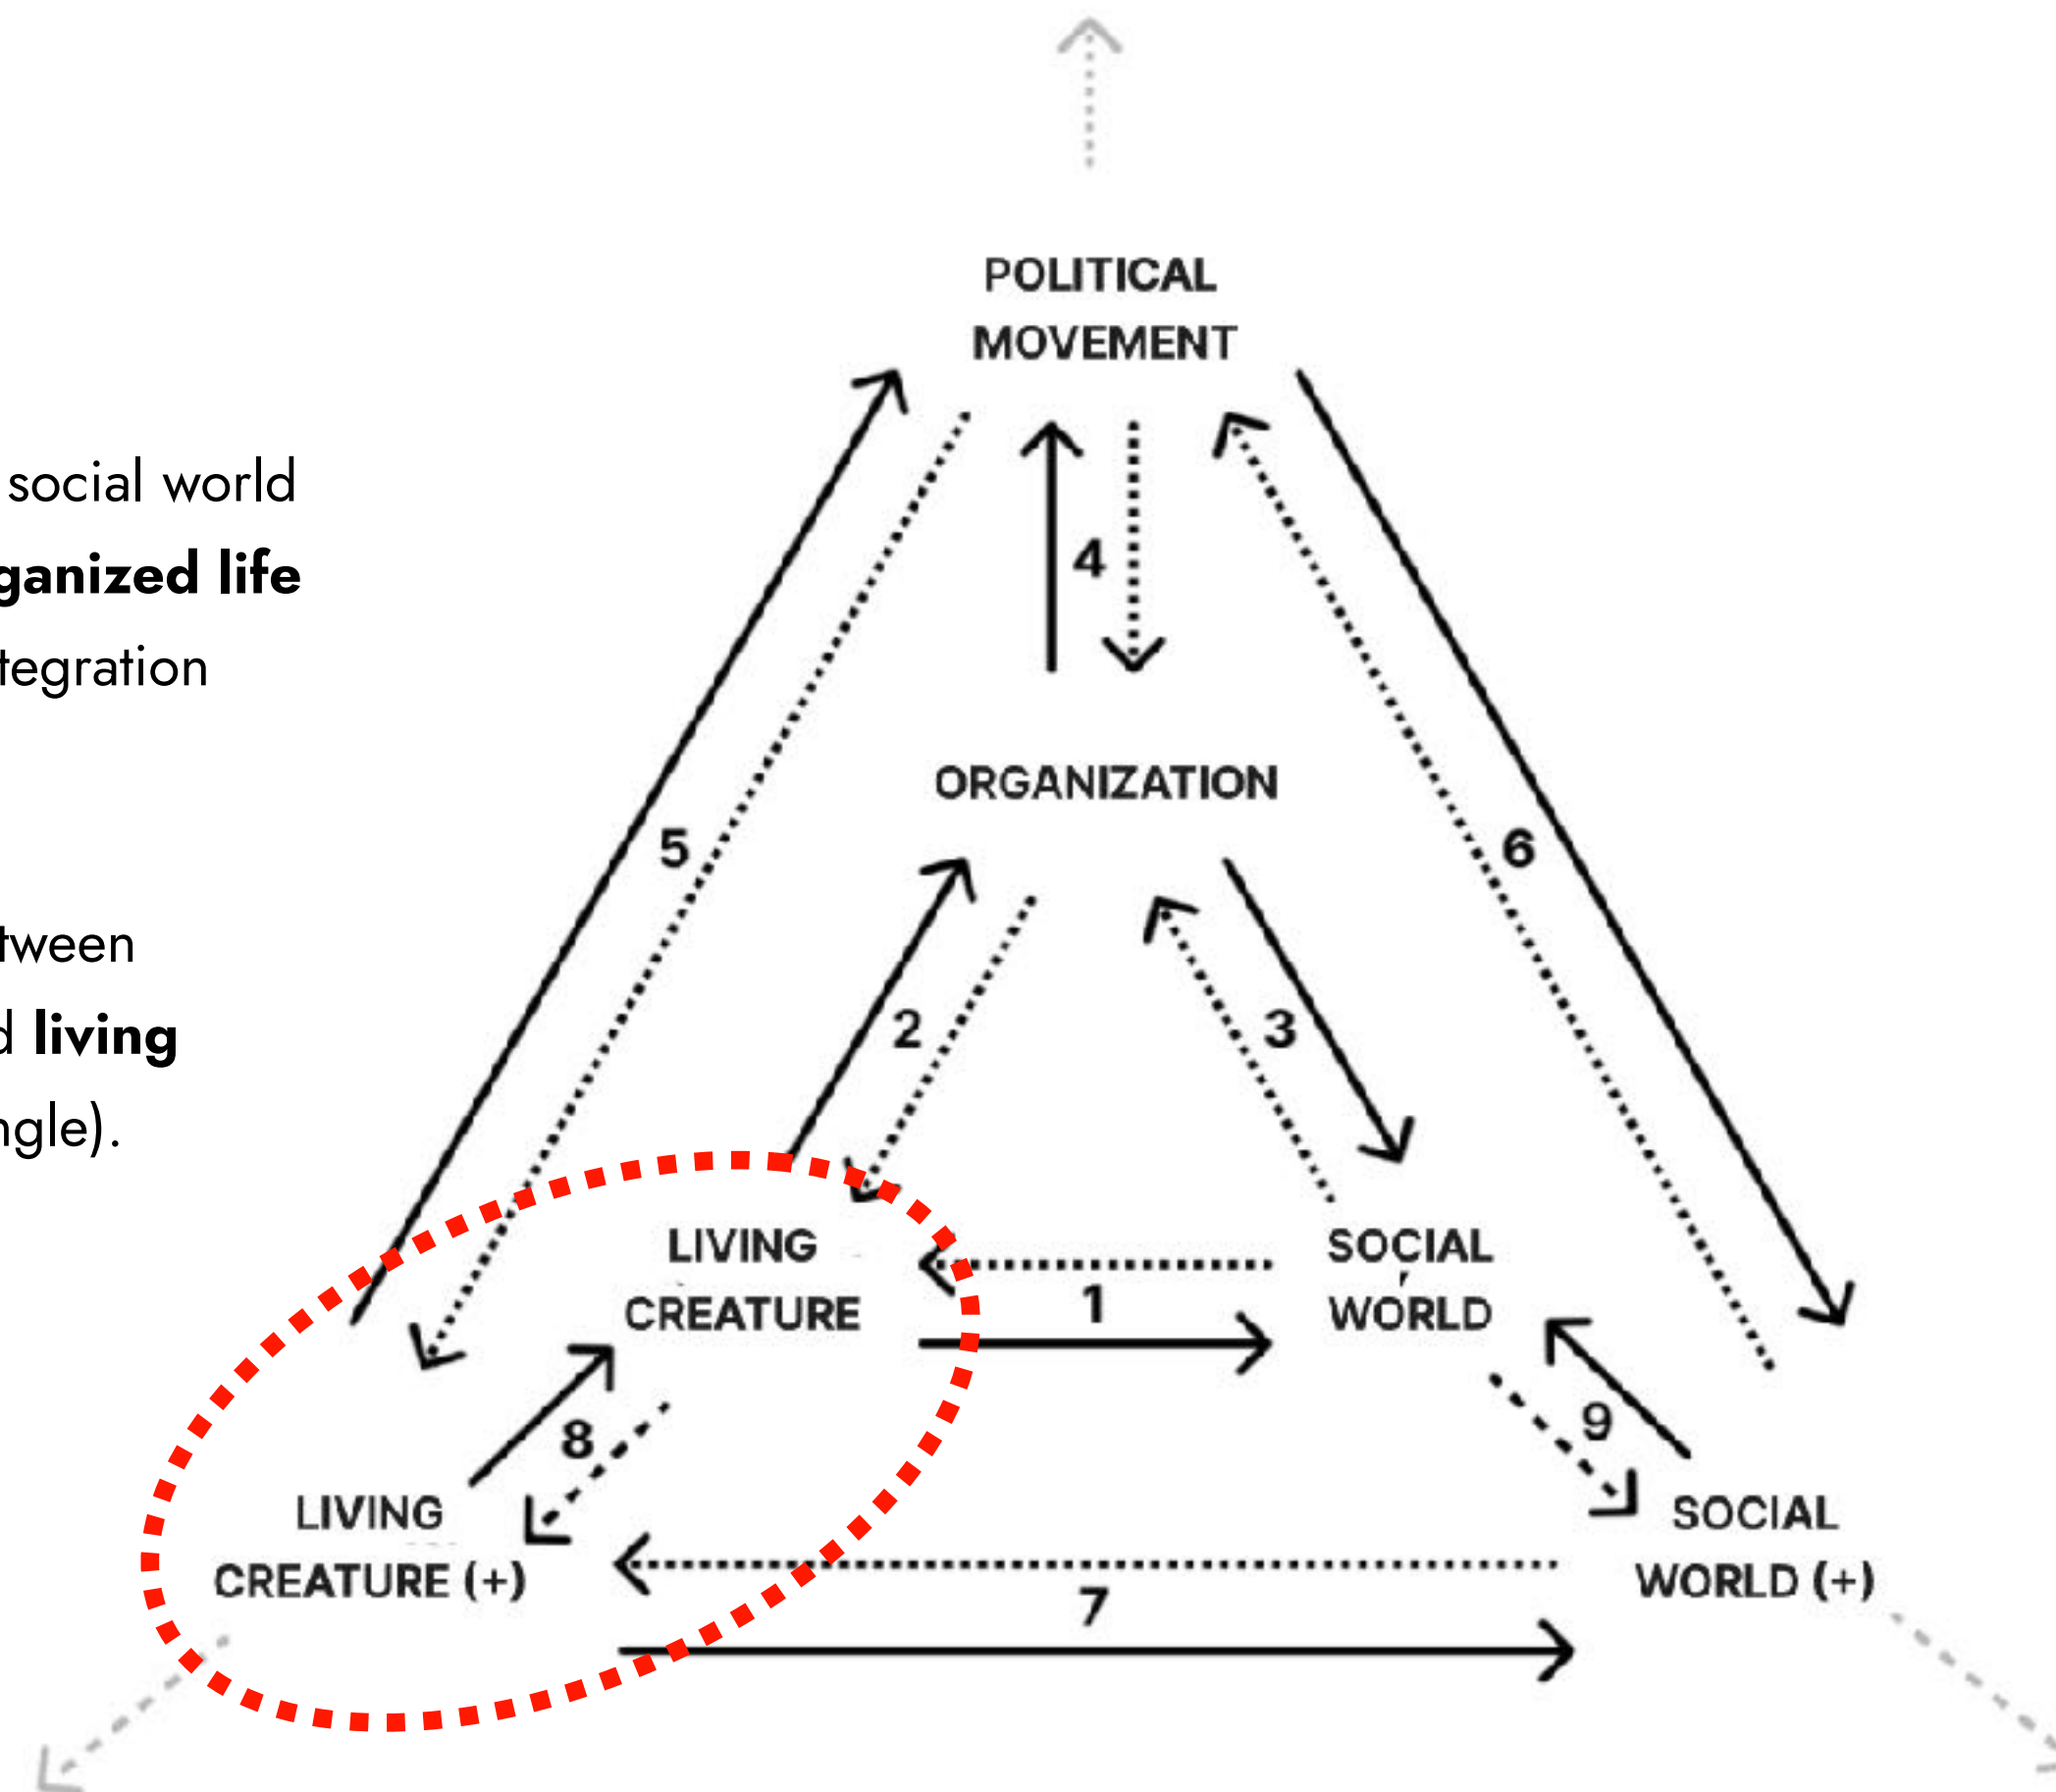 POLITICAL
MOVEMENT
social world
ganized life
tegration
4
ORGANIZATION
5
6
tween
d living
ngle).
2
3
LIVING
CREATURE
SOCIAL
WORLD
1
8
9
LIVING
CREATURE (+)
SOCIAL
WORLD (+)
7